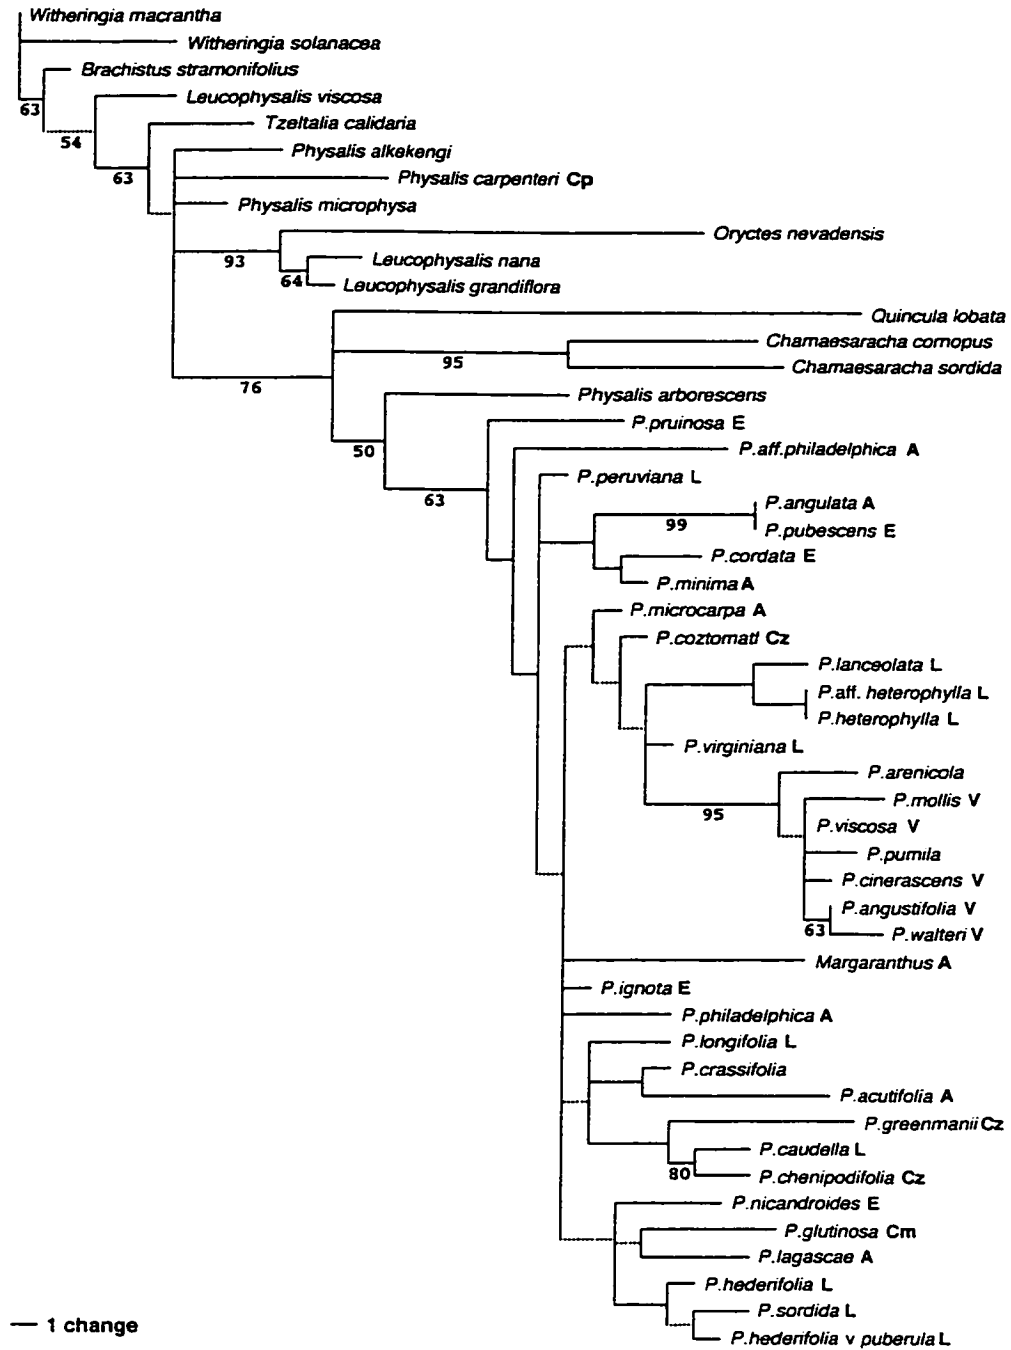 Witheringia macrantha
Witheringia solanacea
Brachistus stramonifolius
63
Leucophysalis viscosa
54
Tzeltalia calidaria
Physalis alkekengi
63
Physalis carpenteri Cp
Physalis microphysa
Oryctes nevadensis
93
Leucophysalis nana
64
Leucophysalis grandiflora
Quincula lobata
Chamaesaracha cornopus
95
Chamaesaracha sordida
76
Physalis arborescens
P.pruinosa E
50
P.aff.philadelphica A
P.peruviana L
63
P.angulata A
99
P.pubescens E
P.cordata E
P.minima A
P.microcarpa A
P.coztomatl Cz
P.lanceolata L
P.aff. heterophylla L
P.heterophylla L
P.virginiana L
P.arenicola
P.mollis V
95
P.viscosa V
P.pumila
P.cinerascens V
P.angustifolia V
63
P.walteri V
Margaranthus A
P.ignota E
P.philadelphica A
P.longifolia L
P.crassifolia
P.acutifolia A
P.greenmanii Cz
P.caudella L
80
P.chenipodifolia Cz
P.nicandroides E
P.glutinosa Cm
P.lagascae A
P.hederifolia L
P.sordida L
1 change
P.hederifolia v puberula L